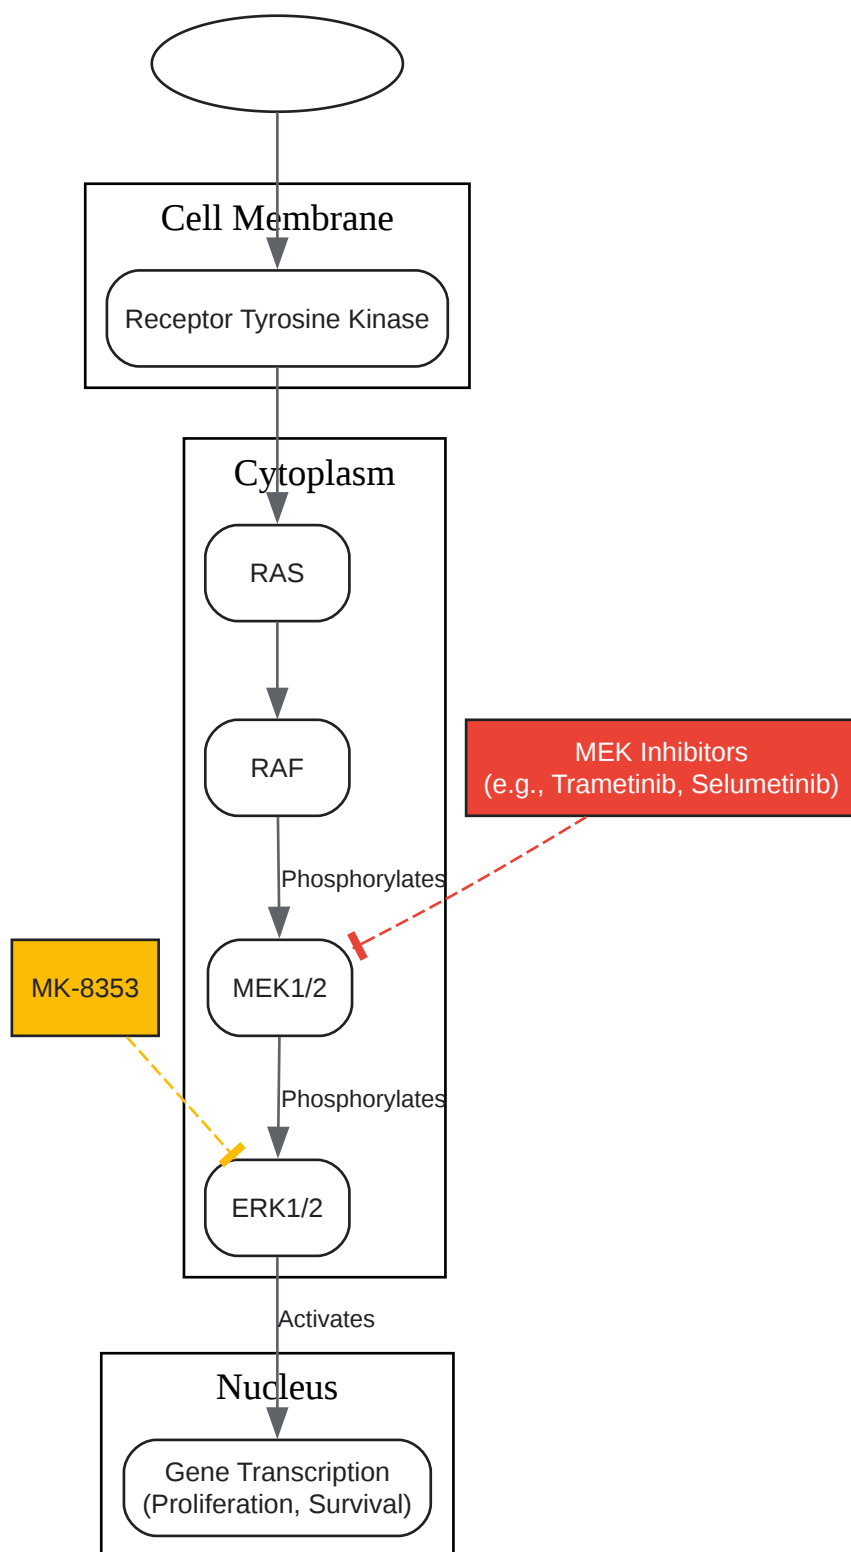 Cell Membrane
Receptor Tyrosine Kinase
Cytoplasm
RAS
RAF
MEK Inhibitors
(e.g., Trametinib, Selumetinib)
Phosphorylates
MK-8353
MEK1/2
Phosphorylates
ERK1/2
Activates
Nucleus
Gene Transcription
(Proliferation, Survival)